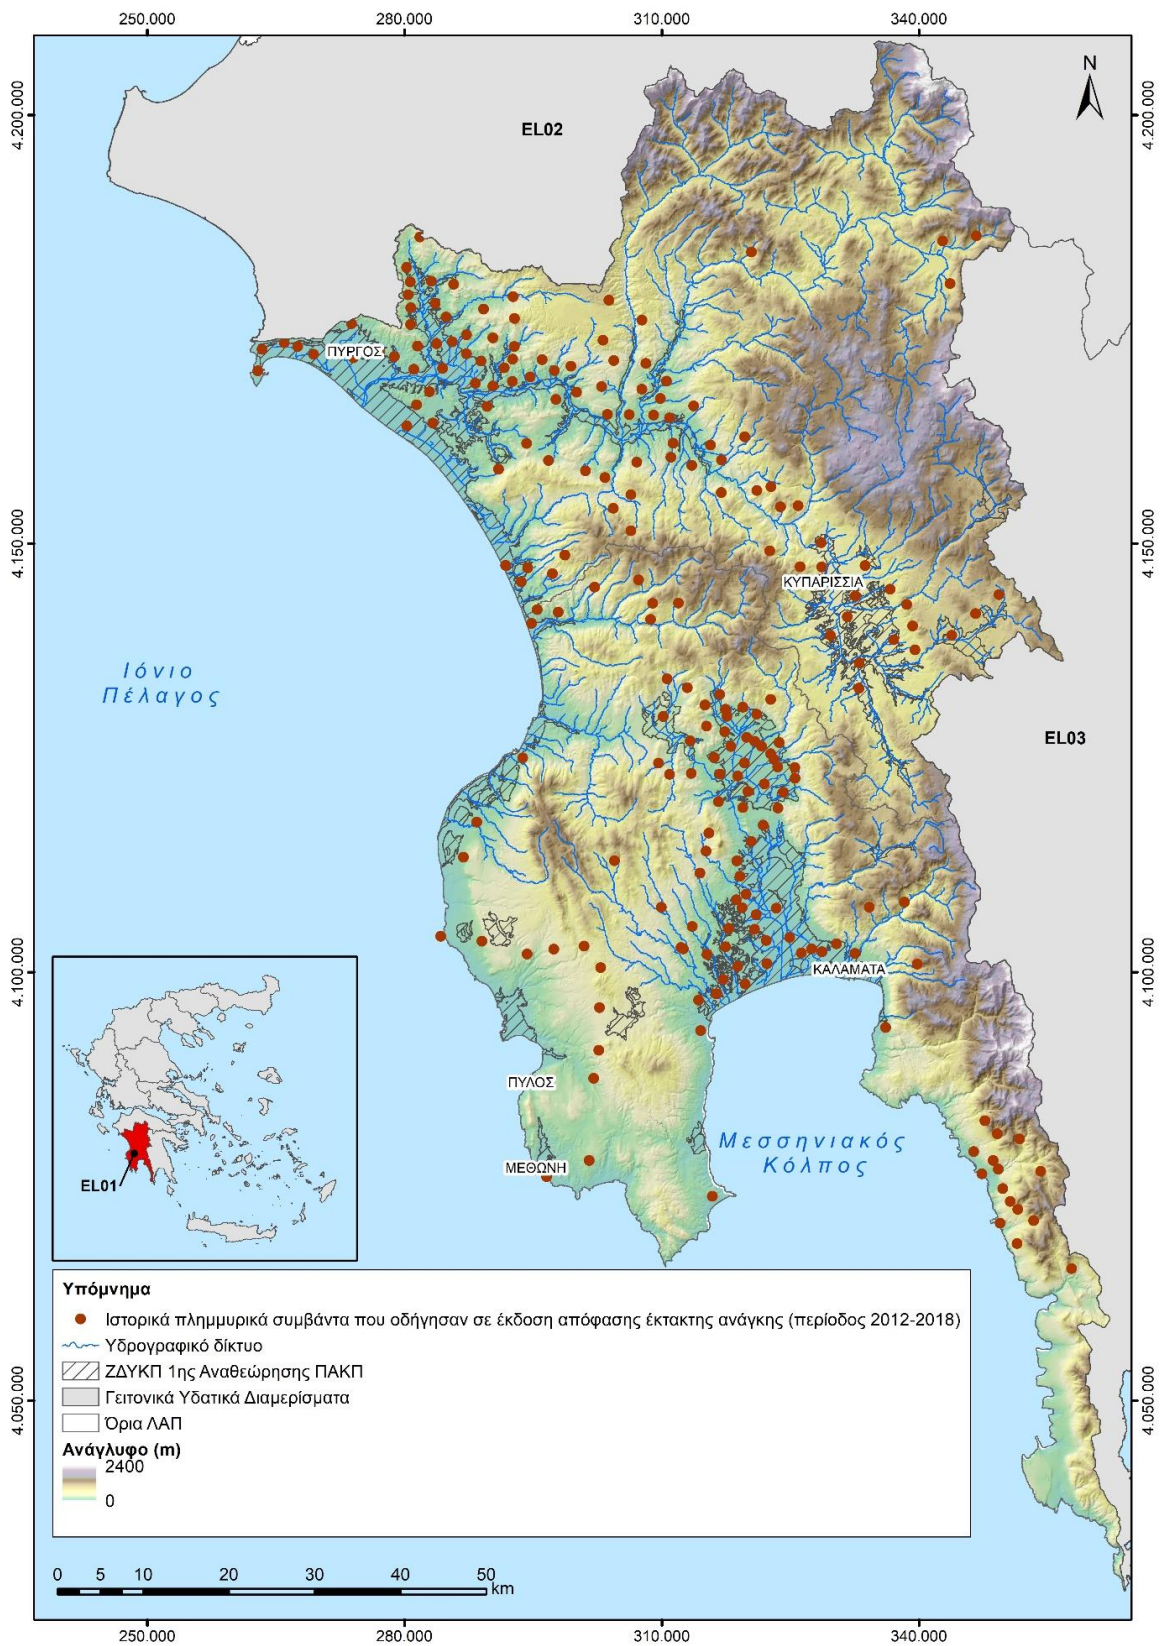 250.000
280.000
310.000
340.000
N
4.200.000
4.200.000
EL02
ΠΥΡΓΟΣ
4.150.000
4.150.000
ΚΥΠΑΡΙΣΣΙΑ
Ιόνιο
Πέλαγος
EL03
4.100.000
4.100.000
ΚΑΛΑΜΑΤΑ
ΠΥΛΟΣ
Μεσσηνιακός
Κόλπος
ΜΕΘΩΝΗ
EL01
Υπόμνημα
Ιστορικά πλημμυρικά συμβάντα που οδήγησαν σε έκδοση απόφασης έκτακτης ανάγκης (περίοδος 2012-2018)
Υδρογραφικό δίκτυο
ΖΔΥΚΠ 1ης Αναθεώρησης ΠΑΚΠ
Γειτονικά Υδατικά Διαμερίσματα
Όρια ΛΑΠ
Ανάγλυφο (m)
2400
0
4.050.000
4.050.000
0 5 10 20 30 40 50
km
250.000
280.000
310.000
340.000